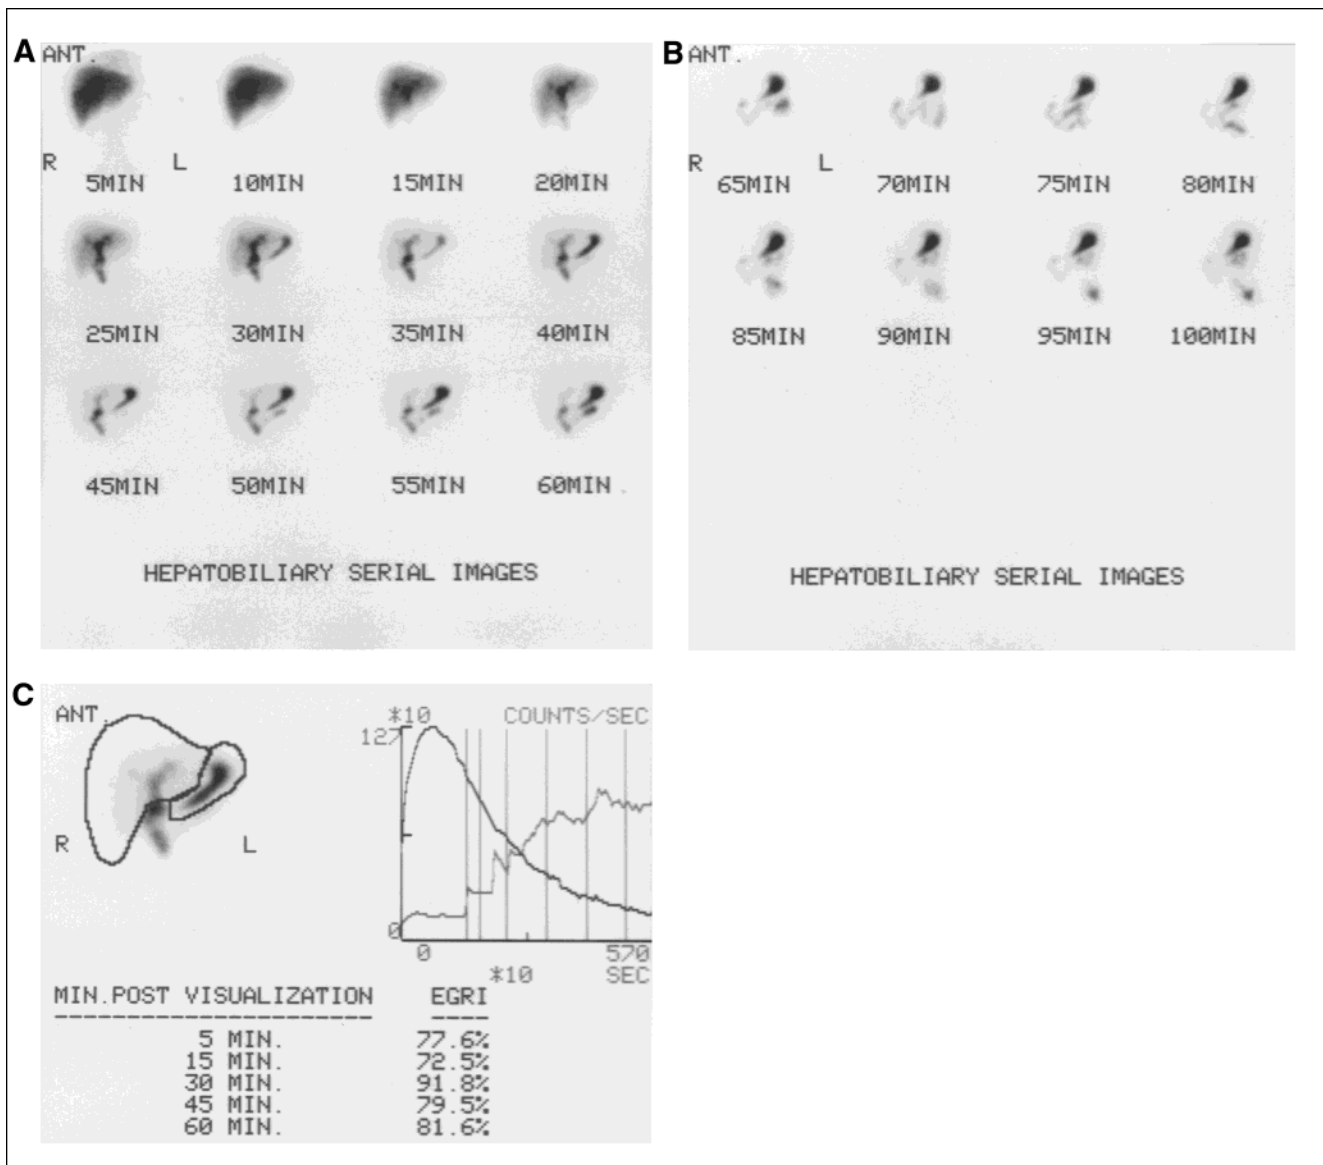 A
ANT.
R L
5MIN 10MIN 15MIN 20MIN
25MIN 30MIN 35MIN 40MIN
45MIN 50MIN 55MIN 60MIN
HEPATOBILIARY SERIAL IMAGES
B
ANT.
R L
65MIN 70MIN 75MIN 80MIN
85MIN 90MIN 95MIN 100MIN
HEPATOBILIARY SERIAL IMAGES
C
ANT.
R L
*10 COUNTS/SEC
127
0
0 570
*10 SEC
MIN.POST VISUALIZATION EGRI
5 MIN. 77.6%
15 MIN. 72.5%
30 MIN. 91.8%
45 MIN. 79.5%
60 MIN. 81.6%